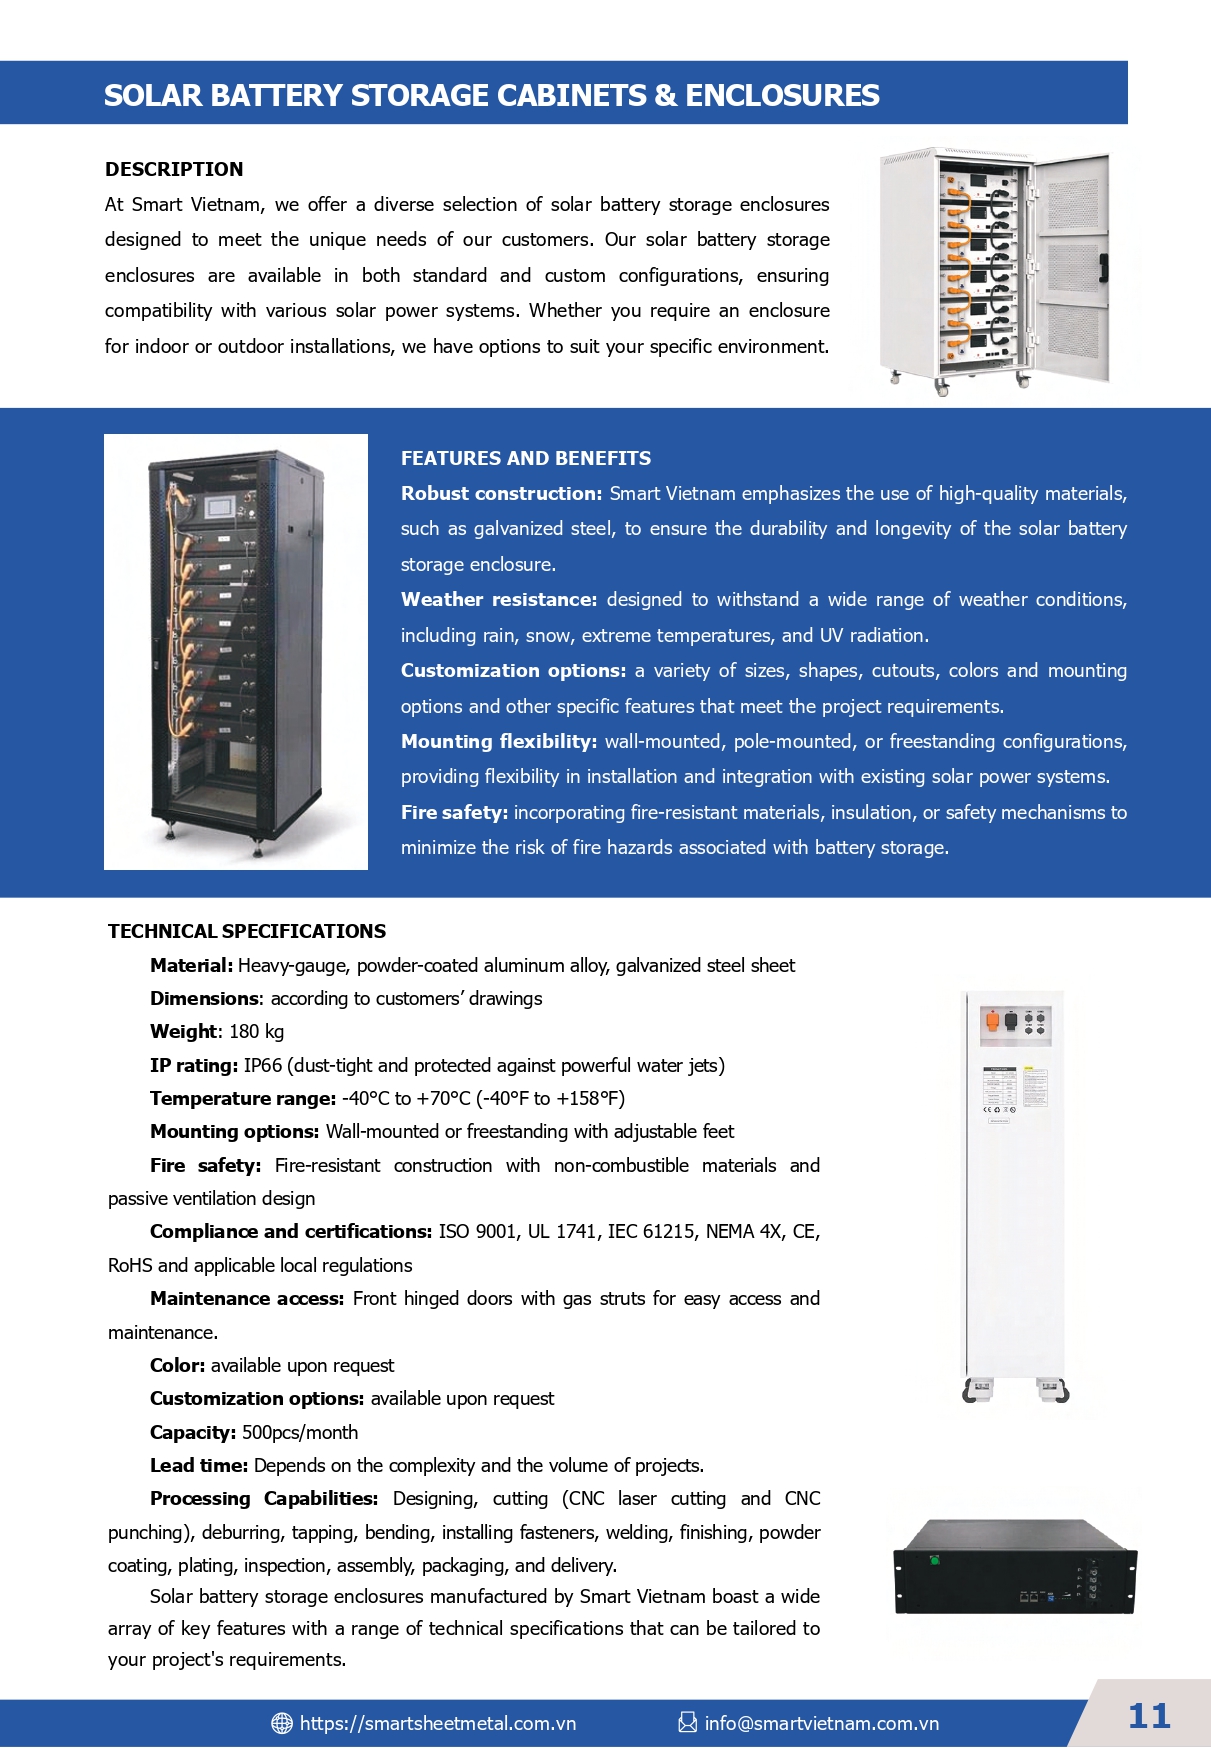 SOLAR BATTERY STORAGE CABINETS & ENCLOSURES
DESCRIPTION
At Smart Vietnam, we offer a diverse selection of solar battery storage enclosures
designed to meet the unique needs of our customers. Our solar battery storage
enclosures are available in both standard and custom configurations, ensuring
compatibility with various solar power systems. Whether you require an enclosure
for indoor or outdoor installations, we have options to suit your specific environment.
FEATURES AND BENEFITS
Robust construction: Smart Vietnam emphasizes the use of high-quality materials,
such as galvanized steel, to ensure the durability and longevity of the solar battery
storage enclosure.
Weather resistance: designed to withstand a wide range of weather conditions,
including rain, snow, extreme temperatures, and UV radiation.
Customization options: a variety of sizes, shapes, cutouts, colors and mounting
options and other specific features that meet the project requirements.
Mounting flexibility: wall-mounted, pole-mounted, or freestanding configurations,
providing flexibility in installation and integration with existing solar power systems.
Fire safety: incorporating fire-resistant materials, insulation, or safety mechanisms to
minimize the risk of fire hazards associated with battery storage.
TECHNICAL SPECIFICATIONS
Material: Heavy-gauge, powder-coated aluminum alloy, galvanized steel sheet
Dimensions: according to customers’ drawings
Weight: 180 kg
IP rating: IP66 (dust-tight and protected against powerful water jets)
Temperature range: -40°C to +70°C (-40°F to +158°F)
Mounting options: Wall-mounted or freestanding with adjustable feet
Fire safety: Fire-resistant construction with non-combustible materials and
passive ventilation design
Compliance and certifications: ISO 9001, UL 1741, IEC 61215, NEMA 4X, CE,
RoHS and applicable local regulations
Maintenance access: Front hinged doors with gas struts for easy access and
maintenance.
Color: available upon request
Customization options: available upon request
Capacity: 500pcs/month
Lead time: Depends on the complexity and the volume of projects.
Processing Capabilities: Designing, cutting (CNC laser cutting and CNC
punching), deburring, tapping, bending, installing fasteners, welding, finishing, powder
coating, plating, inspection, assembly, packaging, and delivery.
Solar battery storage enclosures manufactured by Smart Vietnam boast a wide
array of key features with a range of technical specifications that can be tailored to
your project's requirements.
https://smartsheetmetal.com.vn
info@smartvietnam.com.vn
11